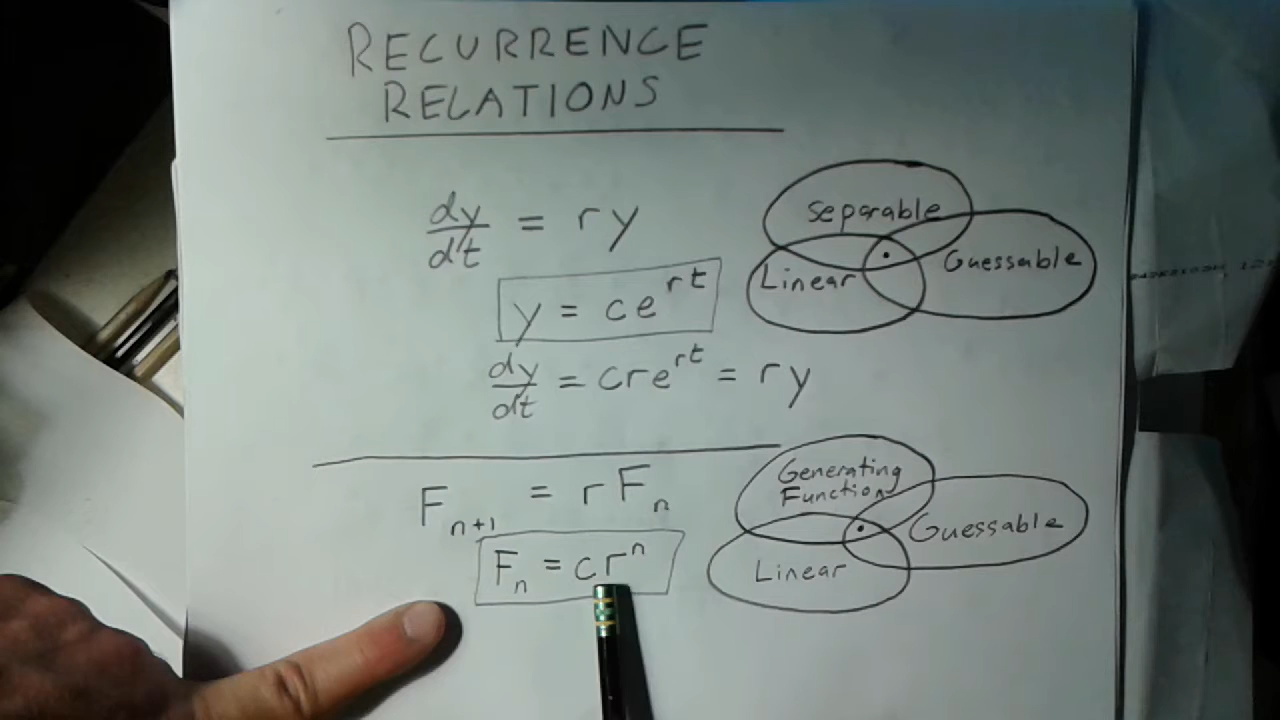 RECURRENCE
RELATIONS
dy/dt = ry
y = ce^rt
dy/dt = cre^rt = ry
Separable
Linear
Guessable
F_n+1 = rF_n
F_n = cr^n
Generating
Function
Guessable
Linear